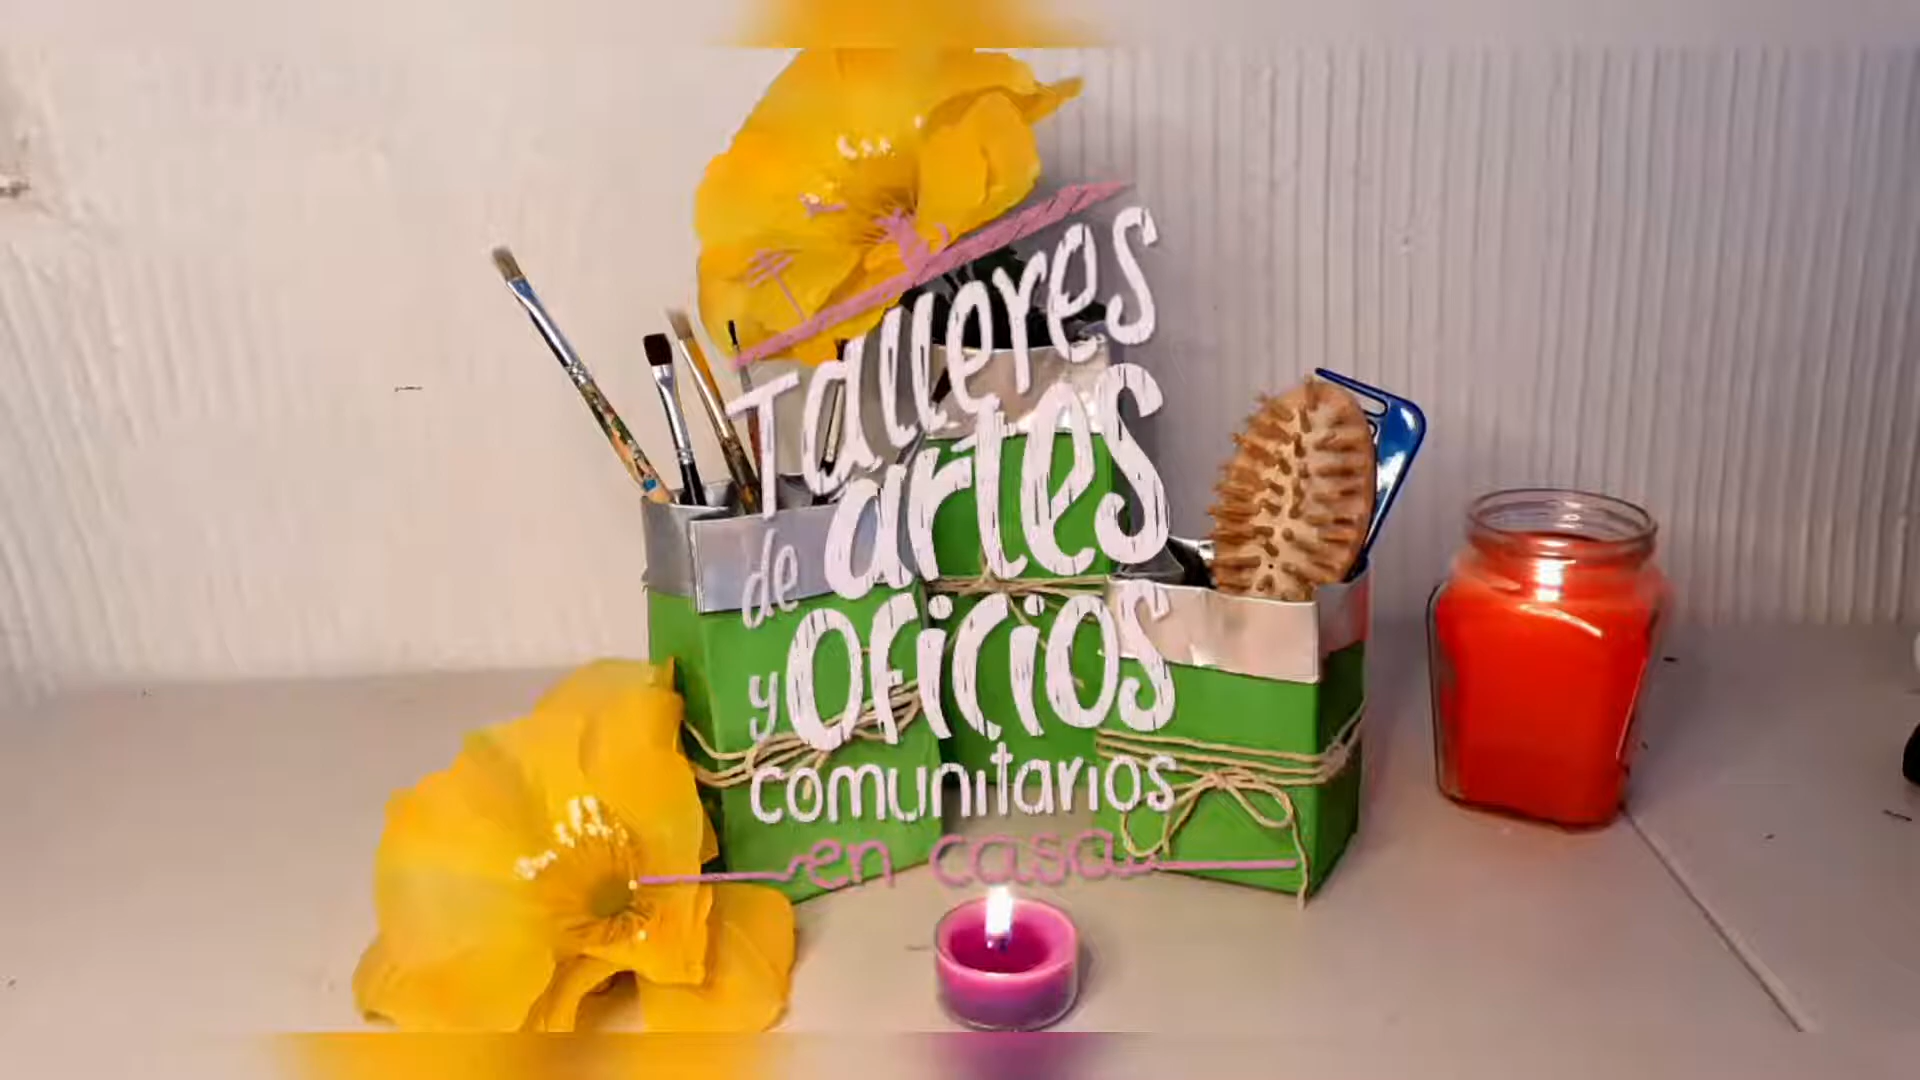 Talleres
de artes
y oficios
comunitarios
en casa